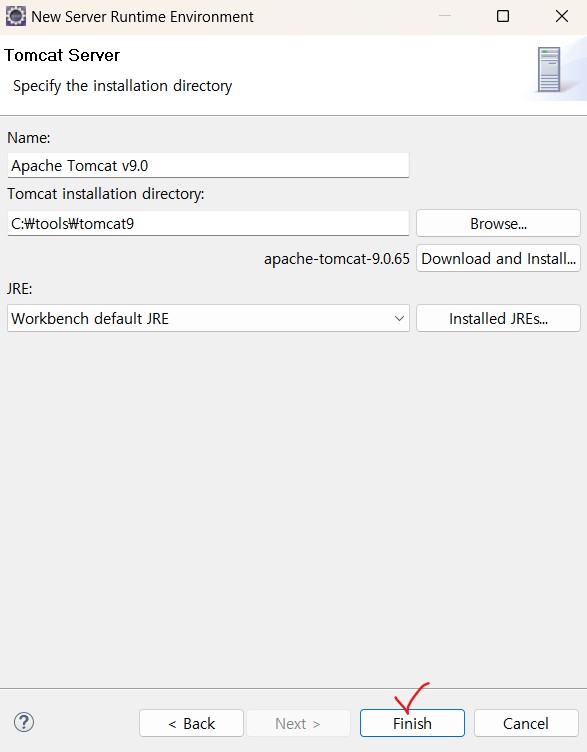 New Server Runtime Environment
Tomcat Server
Specify the installation directory
Name:
Apache Tomcat v9.0
Tomcat installation directory:
C:₩tools₩tomcat9
Browse...
apache-tomcat-9.0.65
Download and Install...
JRE:
Workbench default JRE
Installed JREs...
< Back
Next >
Finish
Cancel